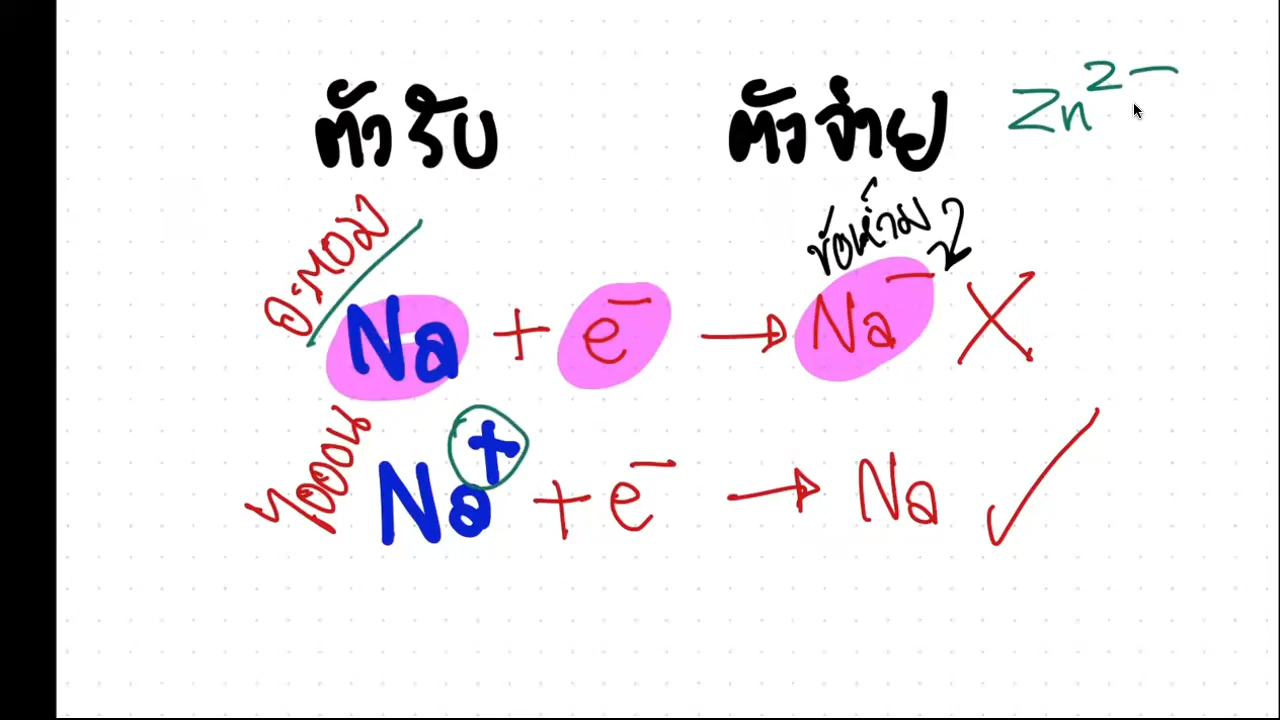 ตัวรับ ตัวจ่าย Zn²⁻
ข้อห้าม
อะตอม Na + e⁻ → Na⁻ X
ไอออน Na⁺ + e⁻ → Na ✓